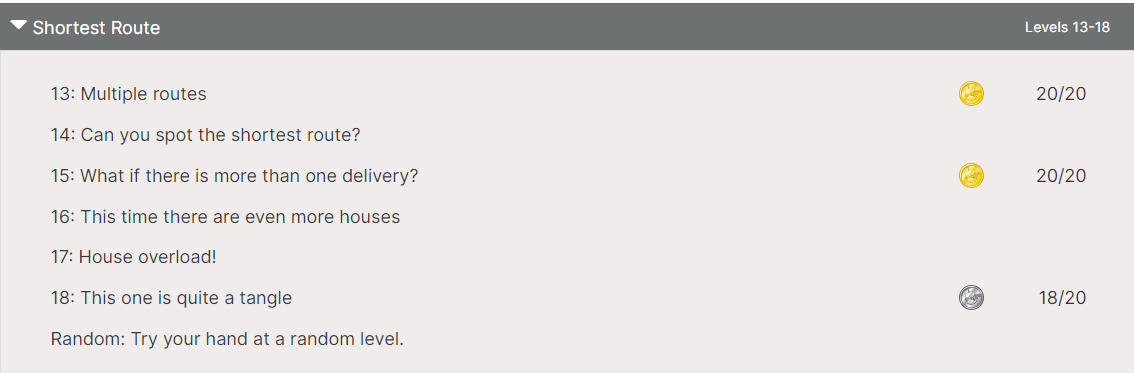 Shortest Route Levels 13-18
13: Multiple routes 20/20
14: Can you spot the shortest route?
15: What if there is more than one delivery? 20/20
16: This time there are even more houses
17: House overload!
18: This one is quite a tangle 18/20
Random: Try your hand at a random level.